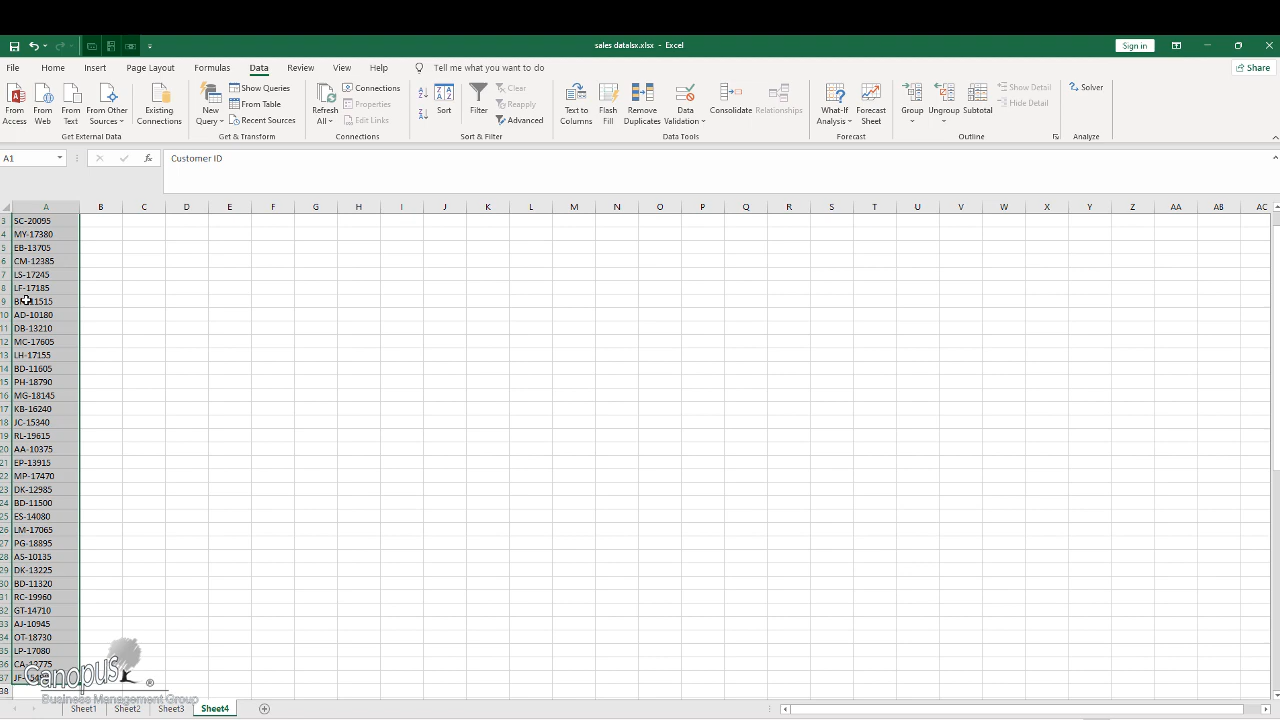 sales datalsx.xlsx - Excel
Sign in
File Home Insert Page Layout Formulas Data Review View Help Tell me what you want to do Share
From Access
From Web
From Text
From Other Sources
Existing Connections
New Query
Show Queries
From Table
Recent Sources
Refresh All
Connections
Properties
Edit Links
Sort
Filter
Clear
Reapply
Advanced
Text to Columns
Flash Fill
Remove Duplicates
Data Validation
Consolidate
Relationships
What-If Analysis
Forecast Sheet
Group
Ungroup
Subtotal
Show Detail
Hide Detail
Solver
Get External Data Get & Transform Connections Sort & Filter Data Tools Forecast Outline Analyze
A1 fx Customer ID
A B C D E F G H I J K L M N O P Q R S T U V W X Y Z AA AB AC
3 SC-20095
4 MY-17380
5 EB-13705
6 CM-12385
7 LS-17245
8 LF-17185
9
10 AD-10180
11 DB-13210
12 MC-17605
13 LH-17155
14 BD-11605
15 PH-18790
16 MG-18145
17 KB-16240
18 JC-15340
19 RL-19615
20 AA-10375
21 EP-13915
22 MP-17470
23 DK-12985
24 BD-11500
25 ES-14080
26 LM-17065
27 PG-18895
28 AS-10135
29 DK-13225
30 BD-11320
31 RC-19960
32 GT-14710
33 AJ-10945
34 OT-18730
35 LP-17080
36
37
38
Canopus ®
Business Management Group
Sheet1 Sheet2 Sheet3 Sheet4